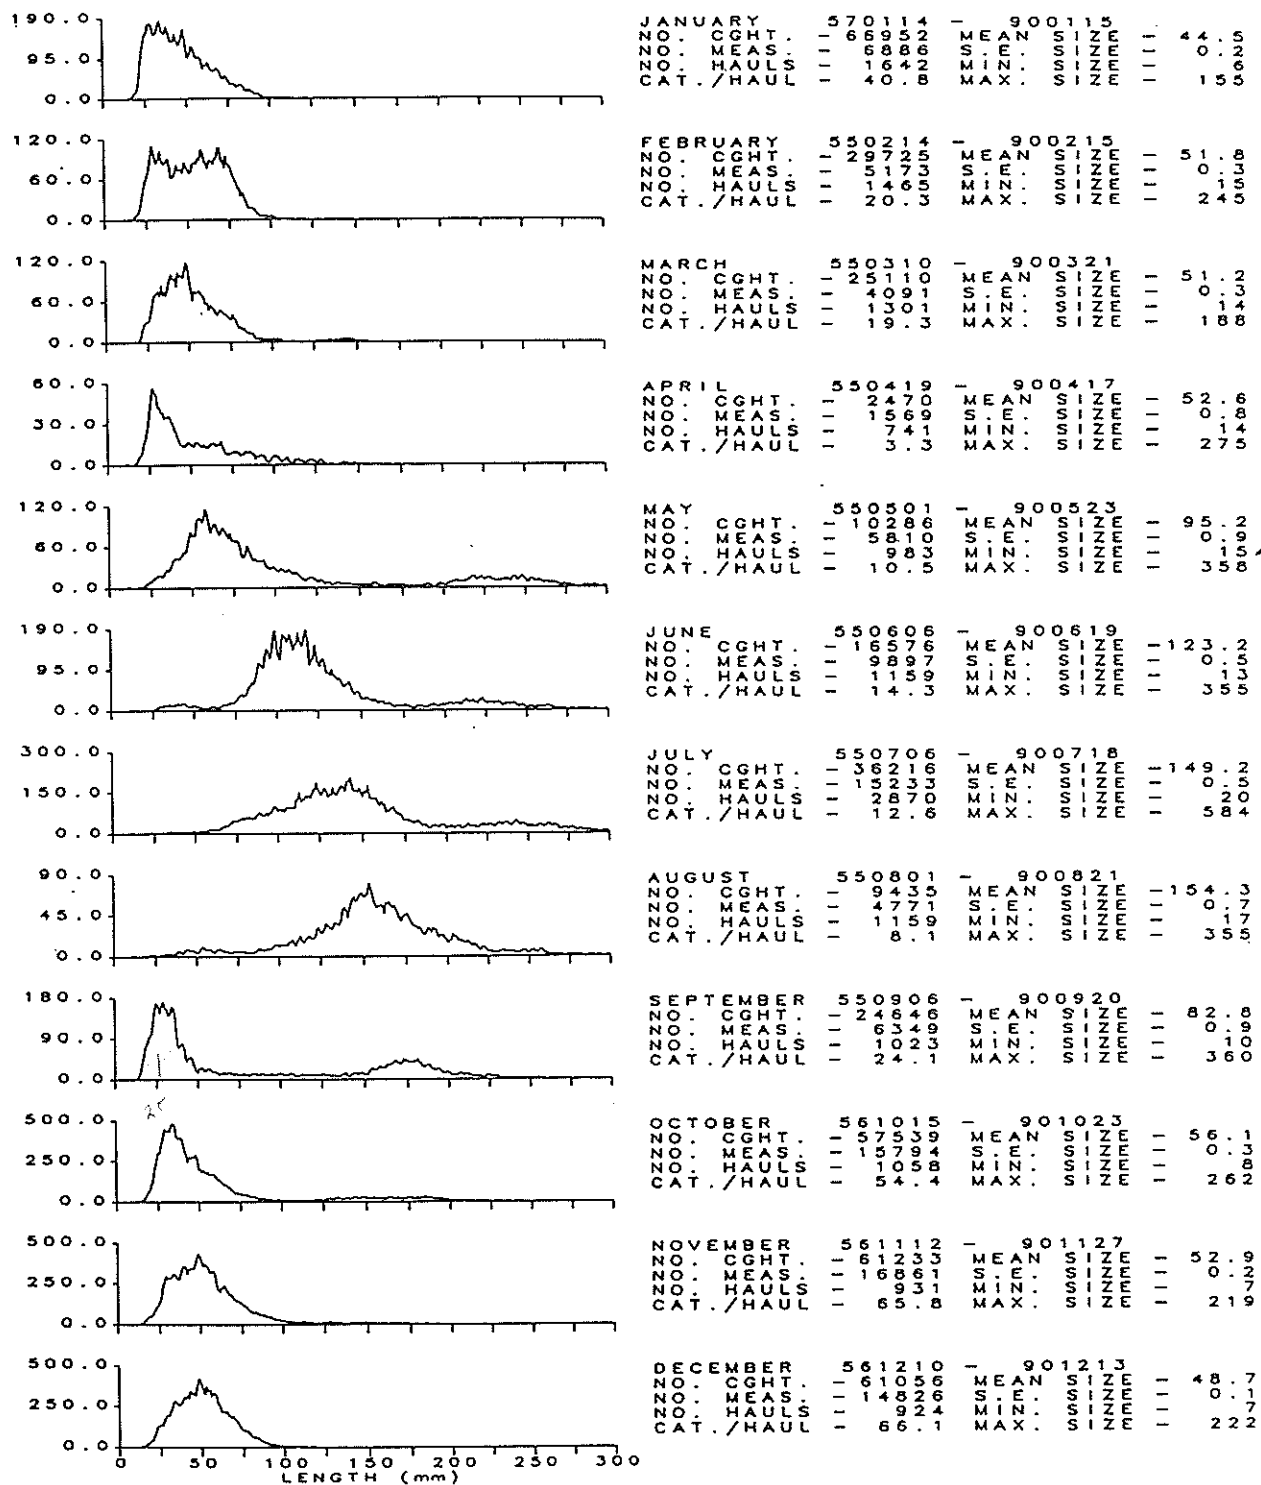 190.0
95.0
0.0
JANUARY 570114 - 900115
NO. CGHT. -66952 MEAN SIZE - 44.5
NO. MEAS. - 6886 S.E. SIZE - 0.2
NO. HAULS - 1642 MIN. SIZE - 6
CAT./HAUL - 40.8 MAX. SIZE - 155
120.0
60.0
0.0
FEBRUARY 550214 - 900215
NO. CGHT. -29725 MEAN SIZE - 51.8
NO. MEAS. - 5173 S.E. SIZE - 0.3
NO. HAULS - 1465 MIN. SIZE - 15
CAT./HAUL - 20.3 MAX. SIZE - 245
120.0
60.0
0.0
MARCH 550310 - 900321
NO. CGHT. -25110 MEAN SIZE - 51.2
NO. MEAS. - 4091 S.E. SIZE - 0.3
NO. HAULS - 1301 MIN. SIZE - 14
CAT./HAUL - 19.3 MAX. SIZE - 188
60.0
30.0
0.0
APRIL 550419 - 900417
NO. CGHT. - 2470 MEAN SIZE - 52.6
NO. MEAS. - 1569 S.E. SIZE - 0.8
NO. HAULS - 741 MIN. SIZE - 14
CAT./HAUL - 3.3 MAX. SIZE - 275
120.0
60.0
0.0
MAY 550501 - 900523
NO. CGHT. -10286 MEAN SIZE - 95.2
NO. MEAS. - 5810 S.E. SIZE - 0.9
NO. HAULS - 983 MIN. SIZE - 15
CAT./HAUL - 10.5 MAX. SIZE - 358
190.0
95.0
0.0
JUNE 550606 - 900619
NO. CGHT. -16576 MEAN SIZE -123.2
NO. MEAS. - 9897 S.E. SIZE - 0.5
NO. HAULS - 1159 MIN. SIZE - 13
CAT./HAUL - 14.3 MAX. SIZE - 355
300.0
150.0
0.0
JULY 550706 - 900718
NO. CGHT. -36216 MEAN SIZE -149.2
NO. MEAS. -15233 S.E. SIZE - 0.5
NO. HAULS - 2870 MIN. SIZE - 20
CAT./HAUL - 12.6 MAX. SIZE - 584
90.0
45.0
0.0
AUGUST 550801 - 900821
NO. CGHT. - 9435 MEAN SIZE -154.3
NO. MEAS. - 4771 S.E. SIZE - 0.7
NO. HAULS - 1159 MIN. SIZE - 17
CAT./HAUL - 8.1 MAX. SIZE - 355
180.0
90.0
0.0
25
SEPTEMBER 550906 - 900920
NO. CGHT. -24646 MEAN SIZE - 82.8
NO. MEAS. - 6349 S.E. SIZE - 0.9
NO. HAULS - 1023 MIN. SIZE - 10
CAT./HAUL - 24.1 MAX. SIZE - 360
500.0
250.0
0.0
OCTOBER 561015 - 901023
NO. CGHT. -57539 MEAN SIZE - 56.1
NO. MEAS. -15794 S.E. SIZE - 0.3
NO. HAULS - 1058 MIN. SIZE - 8
CAT./HAUL - 54.4 MAX. SIZE - 262
500.0
250.0
0.0
NOVEMBER 561112 - 901127
NO. CGHT. -61233 MEAN SIZE - 52.9
NO. MEAS. -16861 S.E. SIZE - 0.2
NO. HAULS - 931 MIN. SIZE - 7
CAT./HAUL - 65.8 MAX. SIZE - 219
500.0
250.0
0.0
DECEMBER 561210 - 901213
NO. CGHT. -61056 MEAN SIZE - 48.7
NO. MEAS. -14826 S.E. SIZE - 0.1
NO. HAULS - 924 MIN. SIZE - 7
CAT./HAUL - 66.1 MAX. SIZE - 222
0 50 100 150 200 250 300
LENGTH (mm)